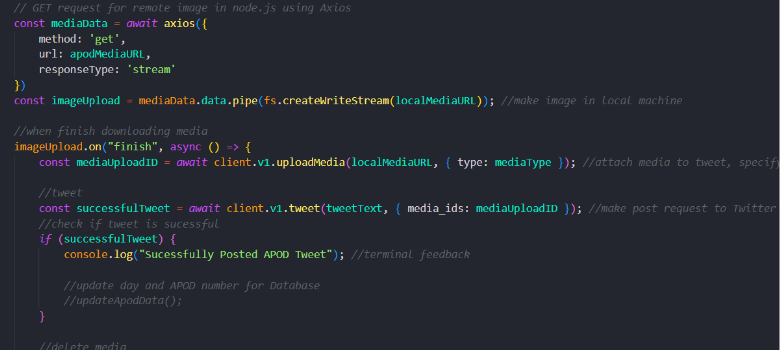 // GET request for remote image in node.js using Axios
const mediaData = await axios({
method: 'get',
url: apodMediaURL,
responseType: 'stream'
})
const imageUpload = mediaData.data.pipe(fs.createWriteStream(localMediaURL)); //make image in local machine
//when finish downloading media
imageUpload.on("finish", async () => {
const mediaUploadID = await client.v1.uploadMedia(localMediaURL, { type: mediaType }); //attach media to tweet, specify
//tweet
const successfulTweet = await client.v1.tweet(tweetText, { media_ids: mediaUploadID }); //make post request to Twitter
//check if tweet is sucessful
if (successfulTweet) {
console.log("Sucessfully Posted APOD Tweet"); //terminal feedback
//update day and APOD number for Database
//updateApodData();
}
//delete media